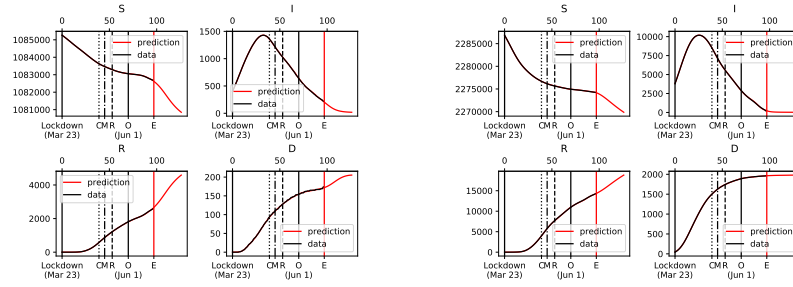 S
0 50 100
1085000
1084000
1083000
1082000
1081000
prediction
data
Lockdown CM R O E
(Mar 23) (Jun 1)
I
0 50 100
1500
1000
500
0
prediction
data
Lockdown CM R O E
(Mar 23) (Jun 1)
S
0 50 100
2285000
2280000
2275000
2270000
prediction
data
Lockdown CM R O E
(Mar 23) (Jun 1)
I
0 50 100
10000
7500
5000
2500
0
prediction
data
Lockdown CM R O E
(Mar 23) (Jun 1)
R
0 50 100
4000
2000
0
prediction
data
Lockdown CM R O E
(Mar 23) (Jun 1)
D
0 50 100
200
150
100
50
0
prediction
data
Lockdown CM R O E
(Mar 23) (Jun 1)
R
0 50 100
15000
10000
5000
0
prediction
data
Lockdown CM R O E
(Mar 23) (Jun 1)
D
0 50 100
2000
1500
1000
500
0
prediction
data
Lockdown CM R O E
(Mar 23) (Jun 1)